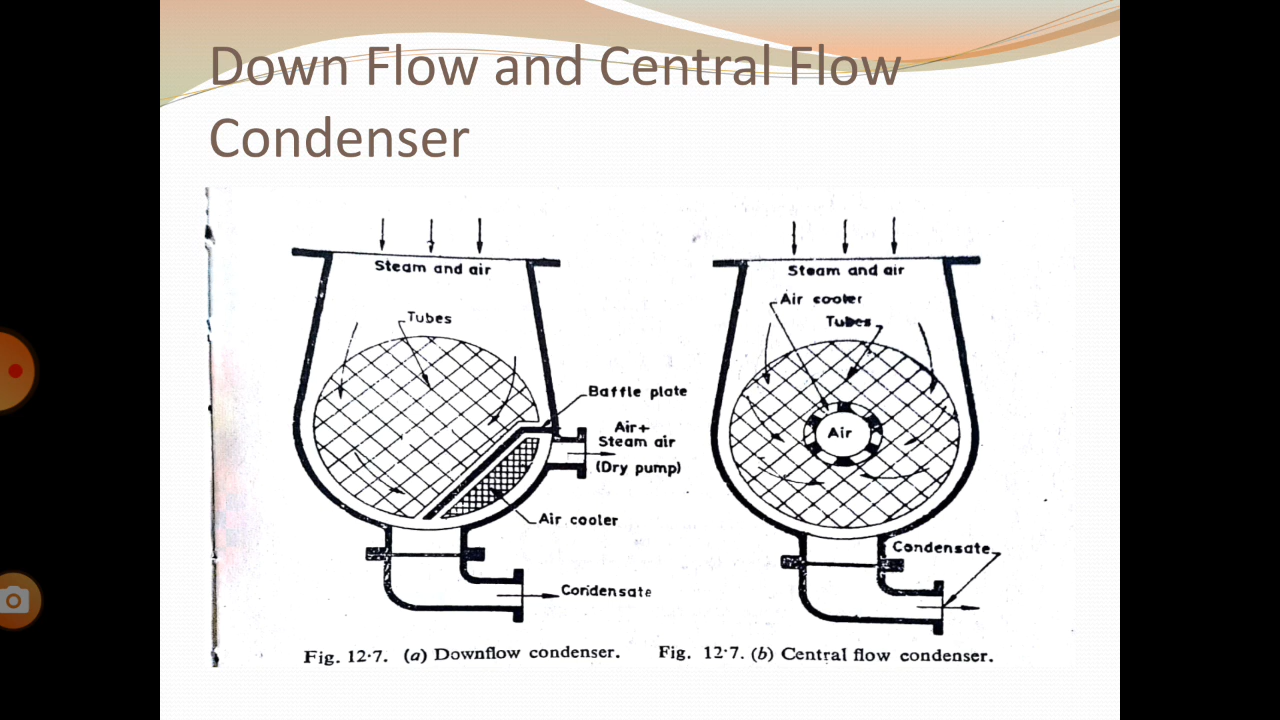 Down Flow and Central Flow
Condenser
Steam and air
Tubes
Baffle plate
Air+
Steam air
(Dry pump)
Air cooler
Condensate
Fig. 12·7. (a) Downflow condenser.
Steam and air
Air cooler
Tubes
Air
Condensate
Fig. 12·7. (b) Central flow condenser.